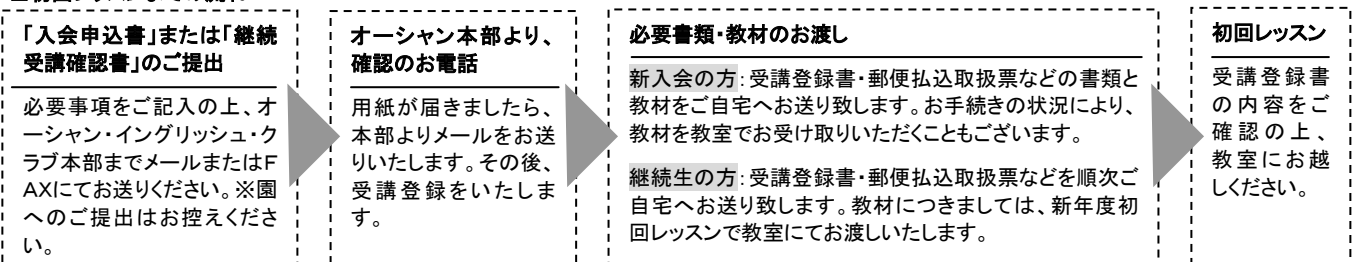 「入会申込書」または「継続
受講確認書」のご提出
必要事項をご記入の上、オ
ーシャン・イングリッシュ・ク
ラブ本部までメールまたはF
AXにてお送りください。※園
へのご提出はお控えくださ
い。
オーシャン本部より、
確認のお電話
用紙が届きましたら、
本部よりメールをお送
りいたします。その後、
受講登録をいたしま
す。
必要書類・教材のお渡し
新入会の方:受講登録書・郵便払込取扱票などの書類と
教材をご自宅へお送り致します。お手続きの状況により、
教材を教室でお受け取りいただくこともございます。
継続生の方:受講登録書・郵便払込取扱票などを順次ご
自宅へお送り致します。教材につきましては、新年度初
回レッスンで教室にてお渡しいたします。
初回レッスン
受講登録書
の内容をご
確認の上、
教室にお越
しください。